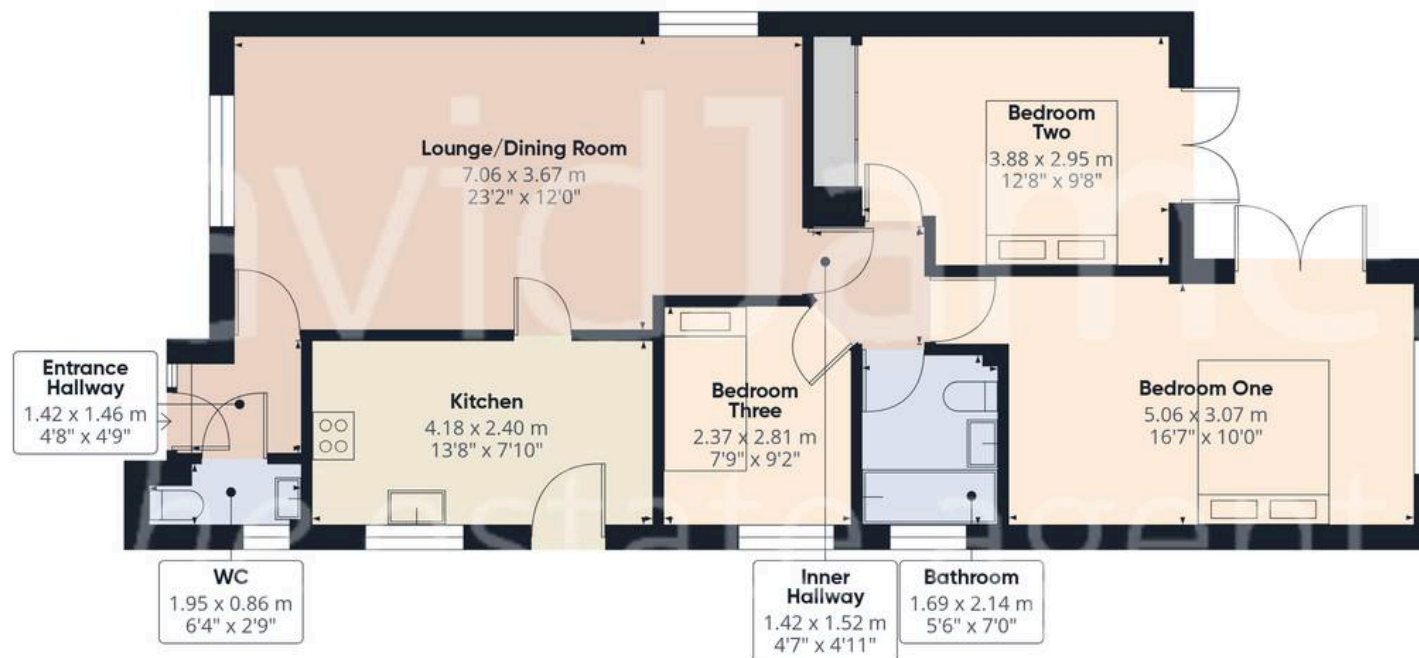 Lounge/Dining Room
7.06 x 3.67 m
23'2" x 12'0"
Bedroom
Two
3.88 x 2.95 m
12'8" x 9'8"
Entrance
Hallway
1.42 x 1.46 m
4'8" x 4'9"
Kitchen
4.18 x 2.40 m
13'8" x 7'10"
Bedroom
Three
2.37 x 2.81 m
7'9" x 9'2"
Bedroom One
5.06 x 3.07 m
16'7" x 10'0"
WC
1.95 x 0.86 m
6'4" x 2'9"
Inner
Hallway
1.42 x 1.52 m
4'7" x 4'11"
Bathroom
1.69 x 2.14 m
5'6" x 7'0"
avidJame
he estate agent